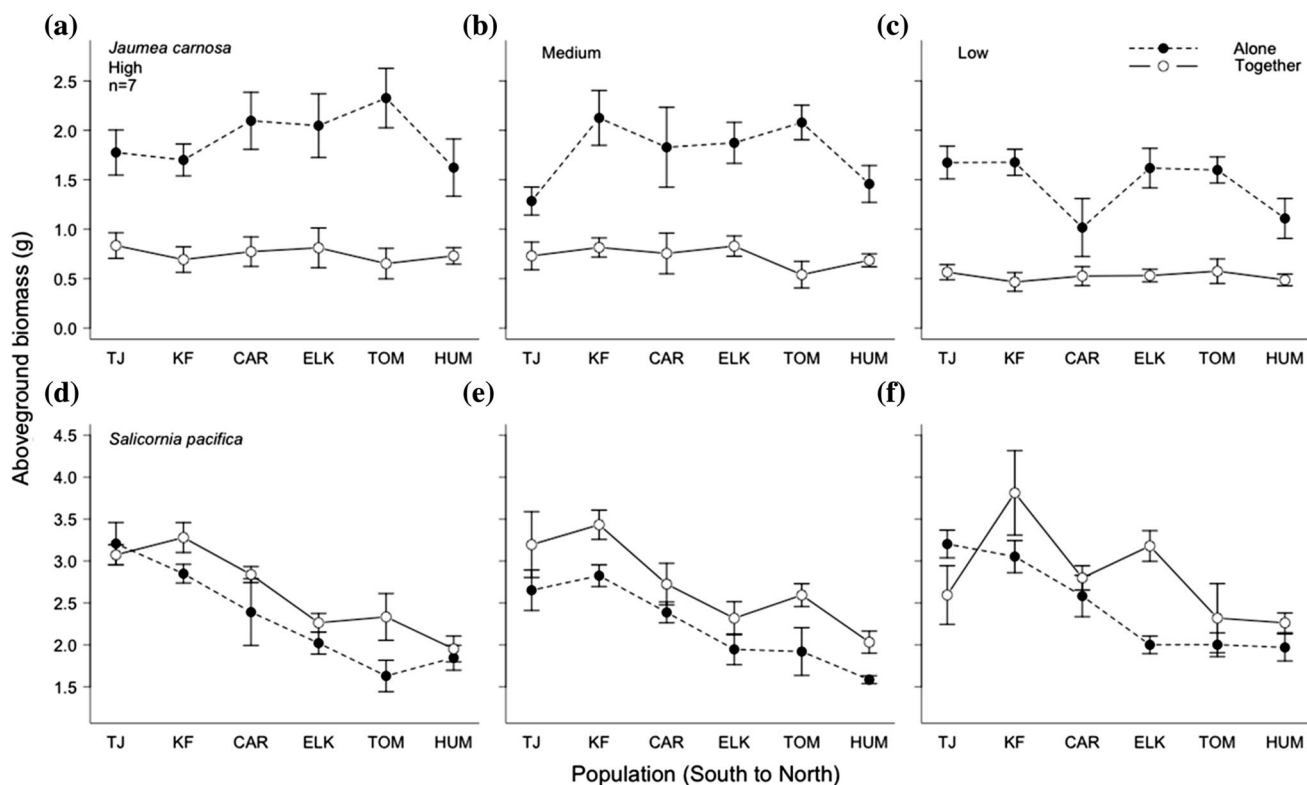 (a)
Jaumea carnosa
High
n=7
(b)
Medium
(c)
Low
Alone
Together
2.5
2.0
1.5
1.0
0.5
0.0
TJ KF CAR ELK TOM HUM
TJ KF CAR ELK TOM HUM
TJ KF CAR ELK TOM HUM
Aboveground biomass (g)
(d)
Salicornia pacifica
(e)
(f)
4.5
4.0
3.5
3.0
2.5
2.0
1.5
TJ KF CAR ELK TOM HUM
TJ KF CAR ELK TOM HUM
TJ KF CAR ELK TOM HUM
Population (South to North)